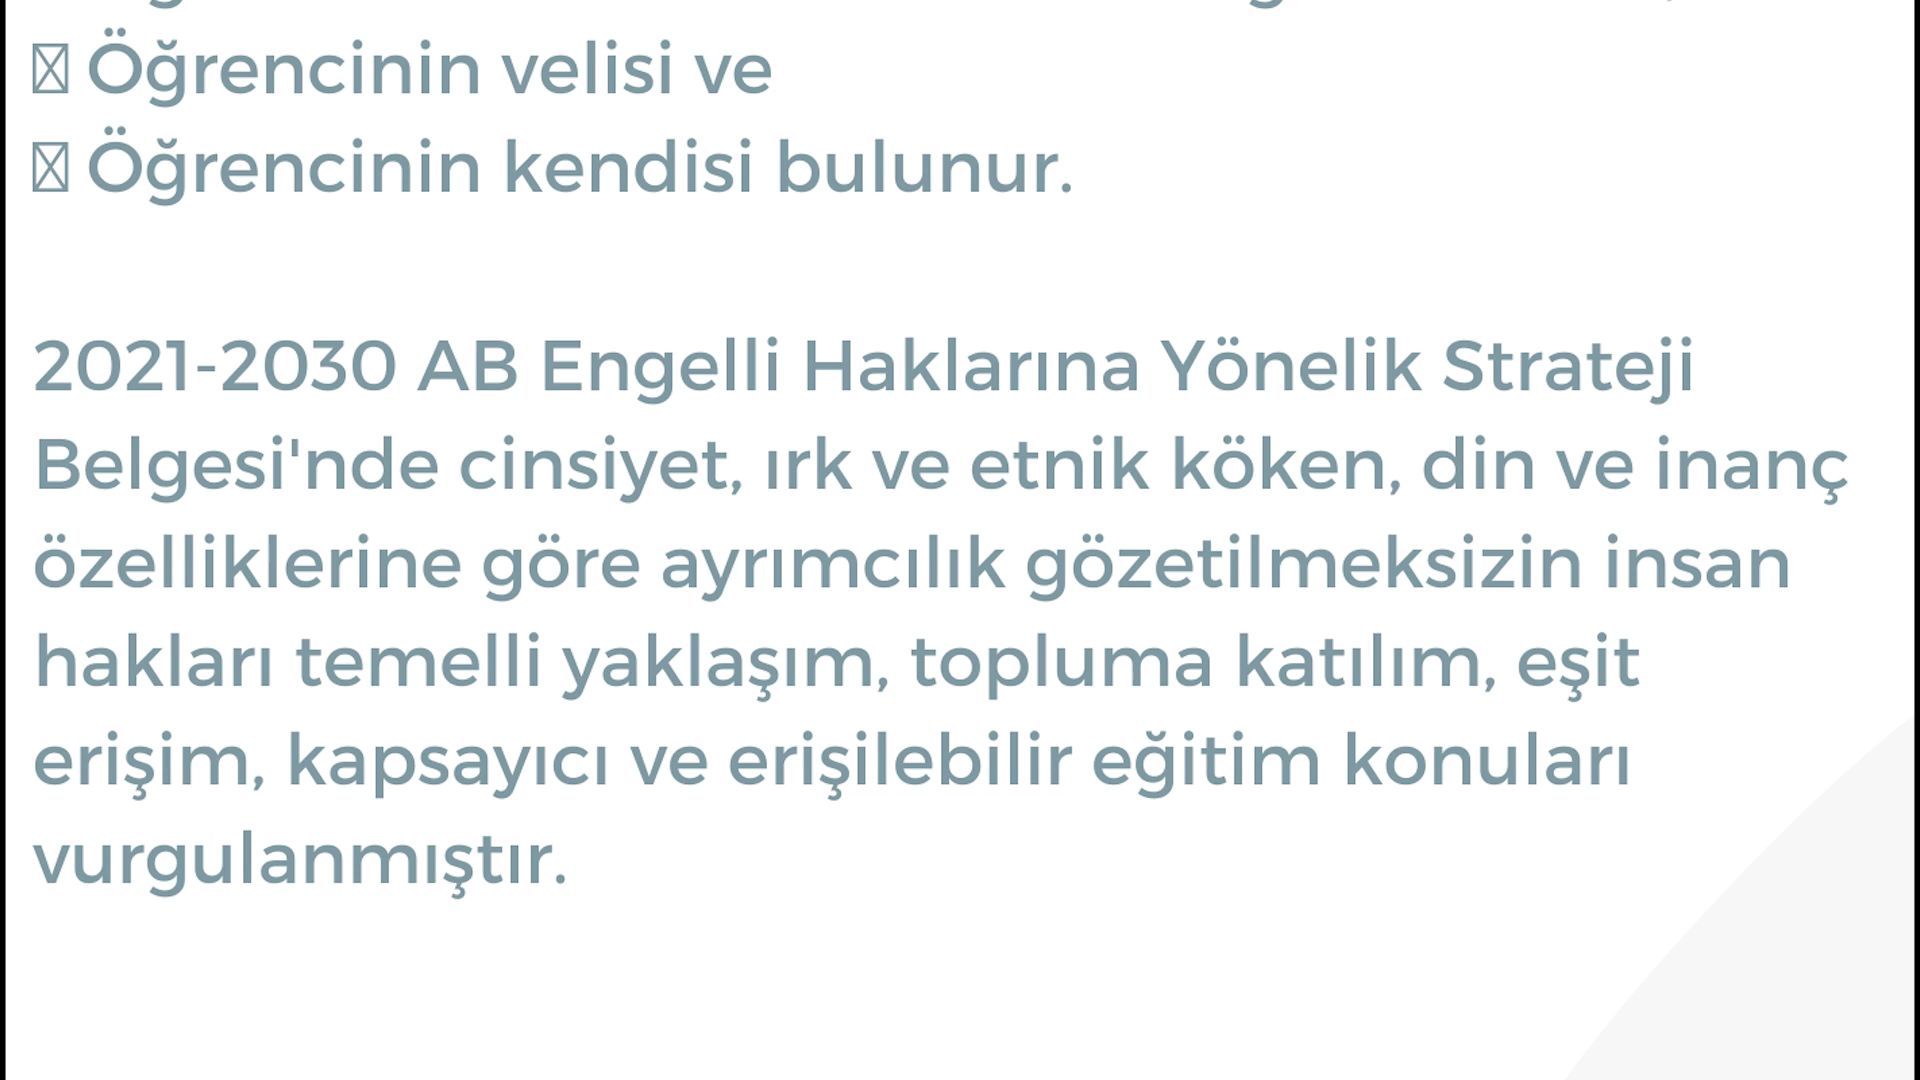 Öğrencinin velisi ve
Öğrencinin kendisi bulunur.
2021-2030 AB Engelli Haklarına Yönelik Strateji
Belgesi'nde cinsiyet, ırk ve etnik köken, din ve inanç
özelliklerine göre ayrımcılık gözetilmeksizin insan
hakları temelli yaklaşım, topluma katılım, eşit
erişim, kapsayıcı ve erişilebilir eğitim konuları
vurgulanmıştır.